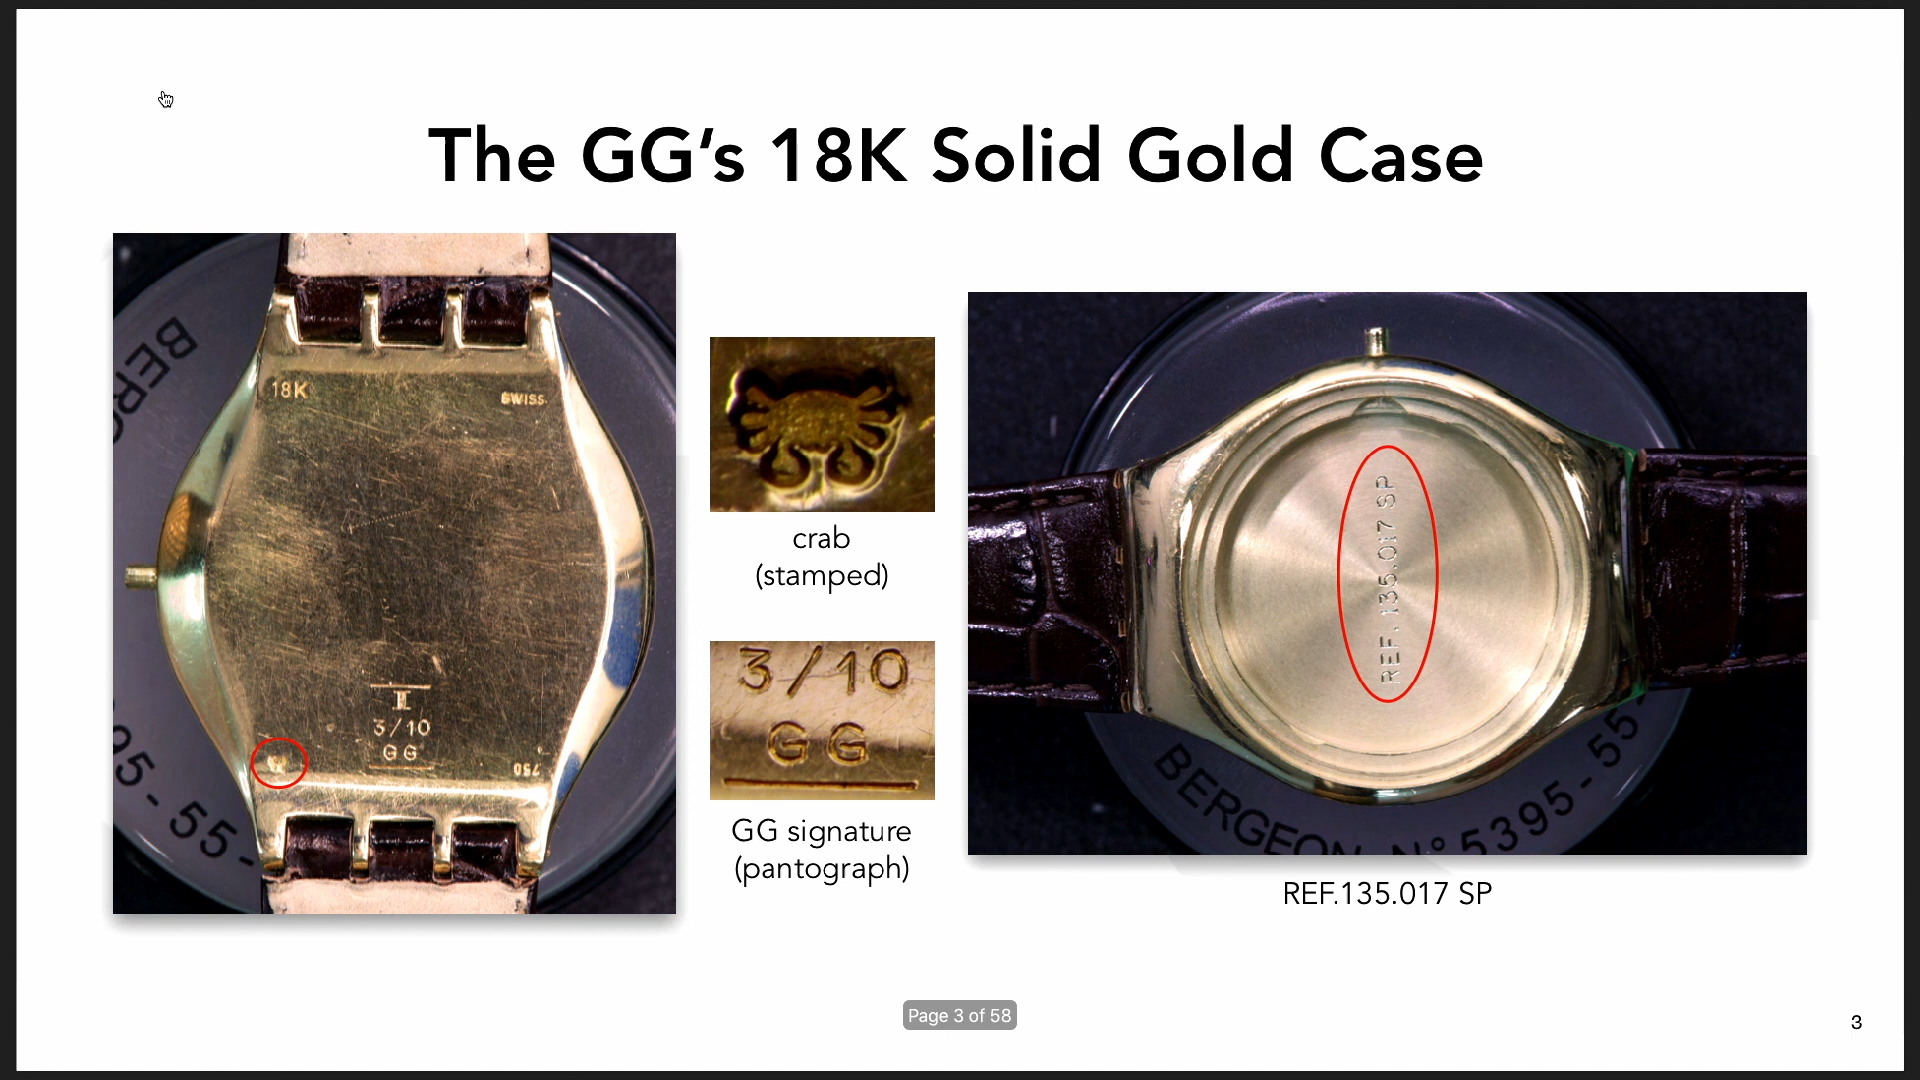 The GG’s 18K Solid Gold Case
BERG
18K
SWISS
I
3/10
GG
750
95-55-
crab
(stamped)
3/10
GG
GG signature
(pantograph)
REF. 135.017 SP
BERGEON N° 5395-55-
REF.135.017 SP
Page 3 of 58
3